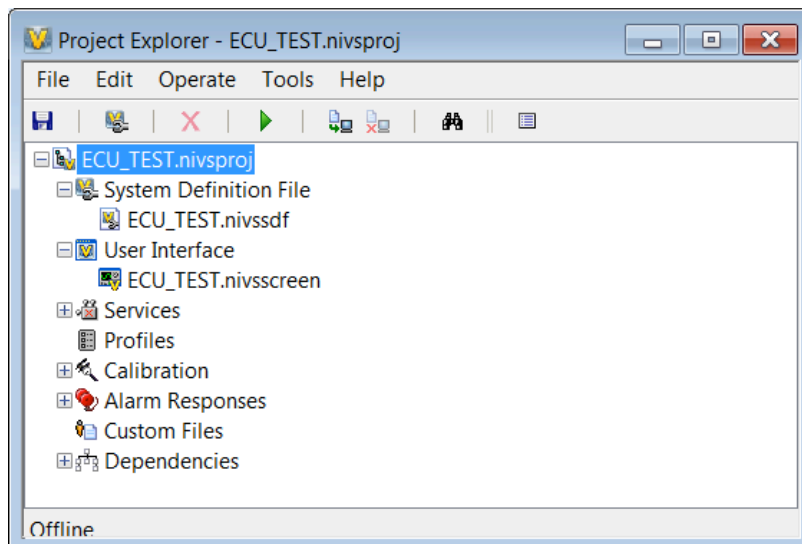 Project Explorer - ECU_TEST.nivsproj
File Edit Operate Tools Help
ECU_TEST.nivsproj
System Definition File
ECU_TEST.nivssdf
User Interface
ECU_TEST.nivsscreen
Services
Profiles
Calibration
Alarm Responses
Custom Files
Dependencies
Offline